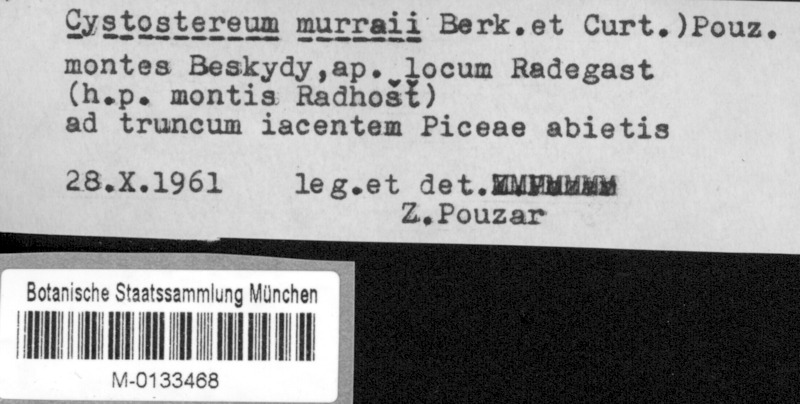 Cystostereum murraii Berk.et Curt.)Pouz.
montes Beskydy,ap. locum Radegast
(h.p. montis Radhošť)
ad truncum iacentem Piceae abietis
28.X.1961 leg.et det.
Z.Pouzar
Botanische Staatssammlung München
M-0133468